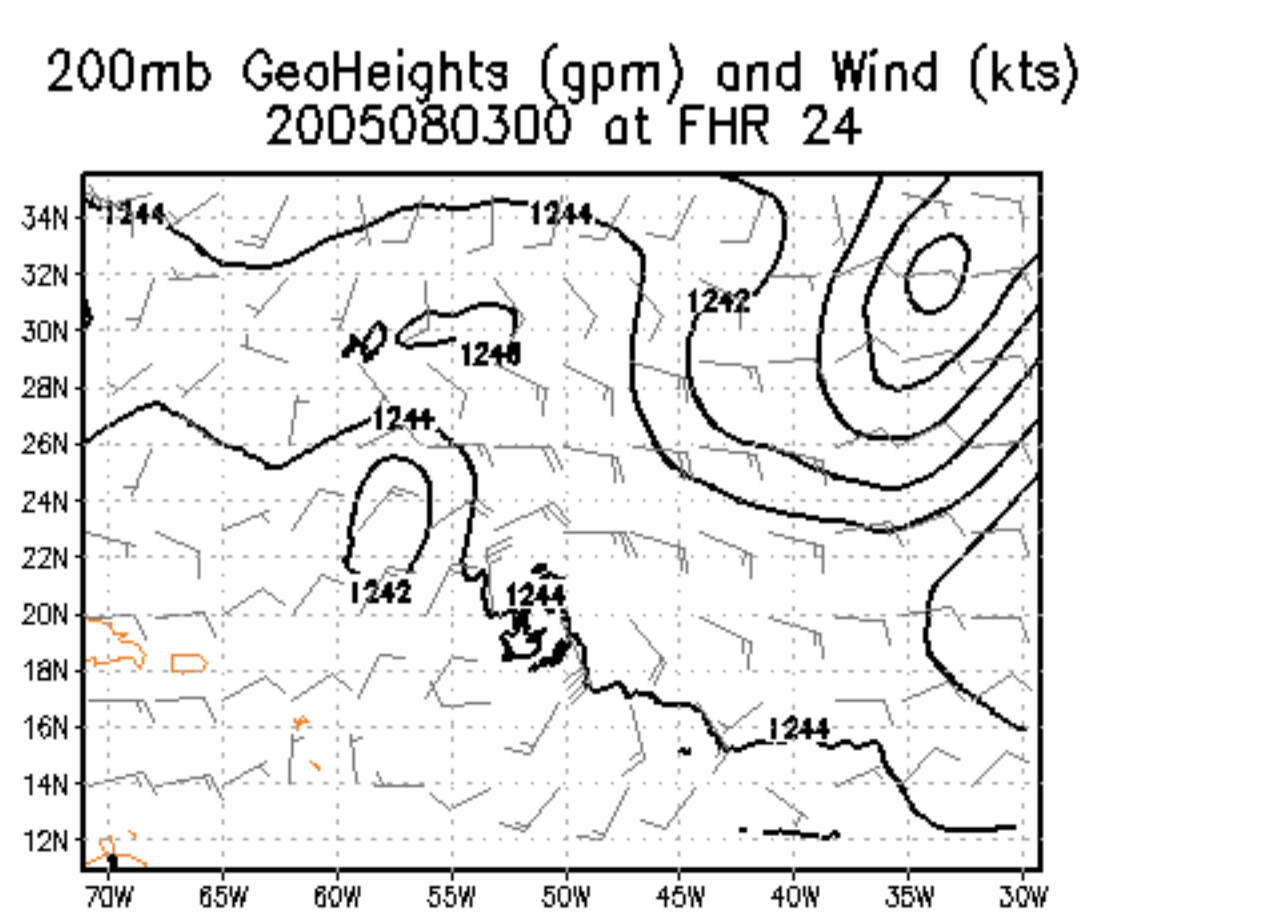 200mb GeoHeights (gpm) and Wind (kts)
2005080300 at FHR 24
34N
1244
1244
32N
1242
30N
1246
28N
1244
26N
24N
22N
1242
1244
20N
18N
16N
1244
14N
12N
70W 65W 60W 55W 50W 45W 40W 35W 30W